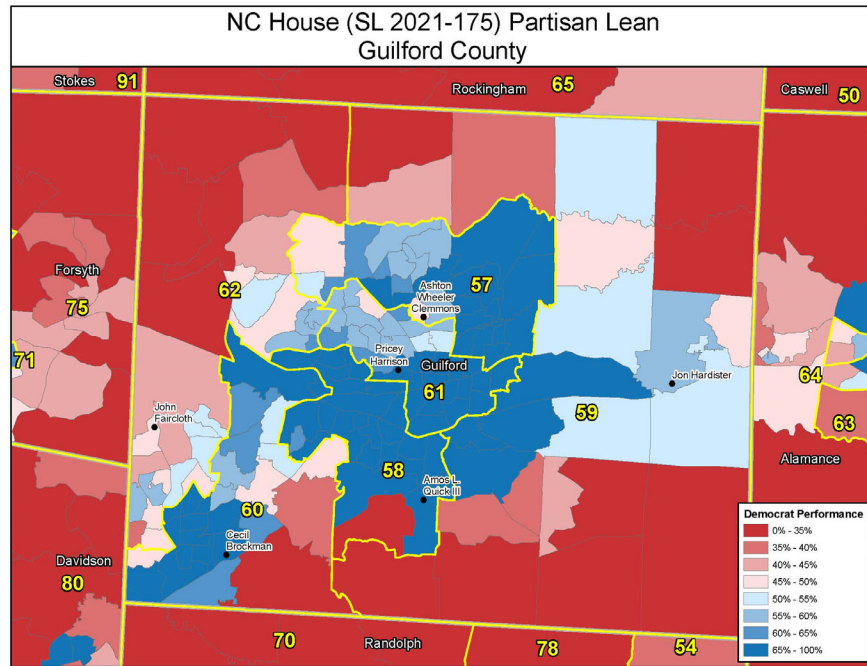 NC House (SL 2021-175) Partisan Lean
Guilford County
Stokes
91
Rockingham
65
Caswell
50
Forsyth
75
71
62
57
Ashton
Wheeler
Clemmons
Pricey
Harrison
Guilford
61
Jon Hardister
59
64
63
Alamance
John
Faircloth
58
Amos L.
Quick III
60
Cecil
Brockman
Davidson
80
70
Randolph
78
54
Democrat Performance
0% - 35%
35% - 40%
40% - 45%
45% - 50%
50% - 55%
55% - 60%
60% - 65%
65% - 100%